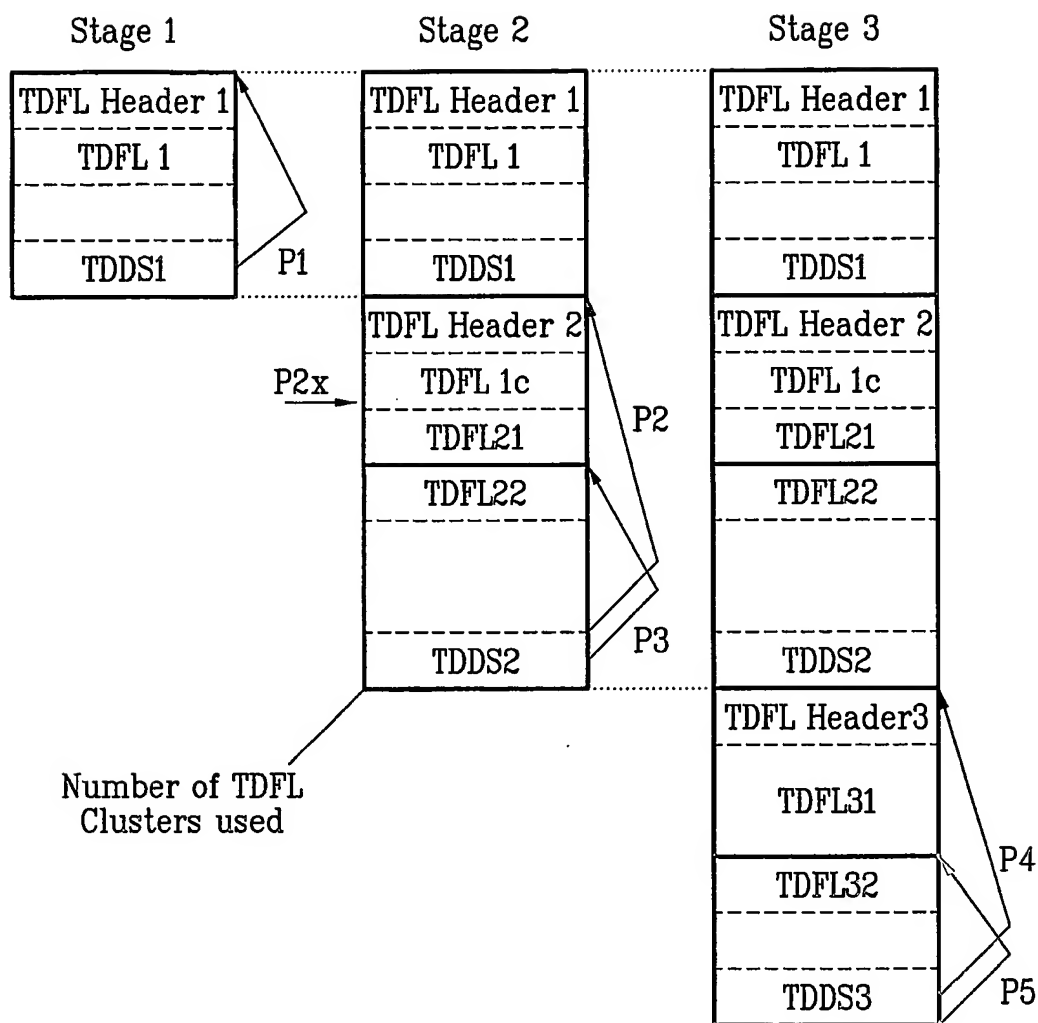 Stage 1
Stage 2
Stage 3
TDFL Header 1
TDFL 1
TDDS1
P1
TDFL Header 1
TDFL 1
TDDS1
TDFL Header 2
P2x
TDFL 1c
TDFL21
P2
TDFL22
P3
TDDS2
Number of TDFL
Clusters used
TDFL Header 1
TDFL 1
TDDS1
TDFL Header 2
TDFL 1c
TDFL21
TDFL22
TDDS2
TDFL Header3
TDFL31
P4
TDFL32
TDDS3
P5